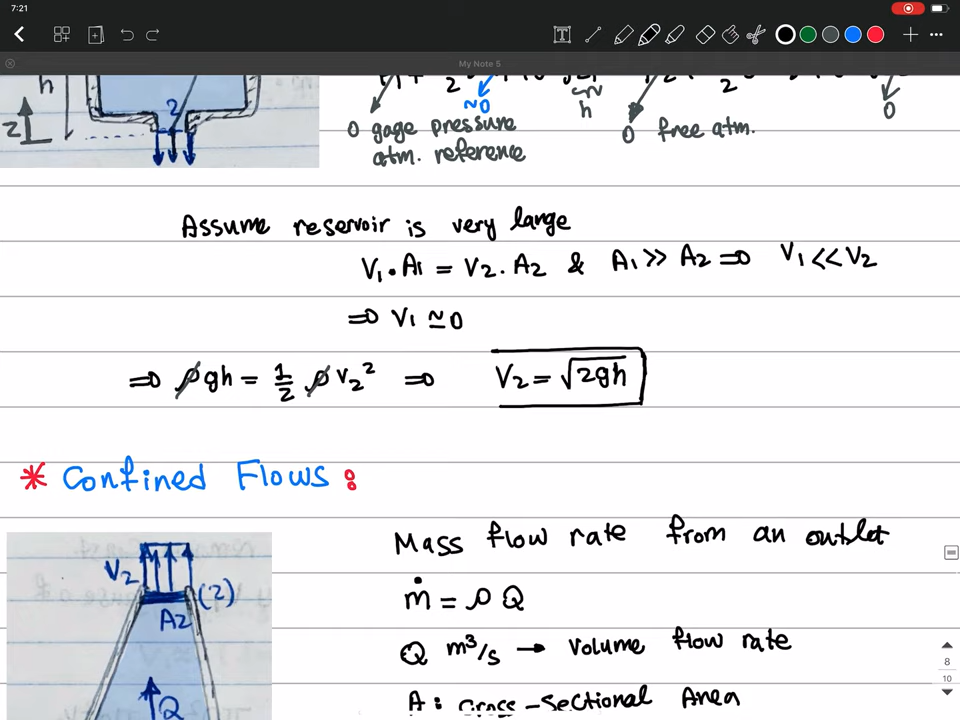 7:21
My Note 5
h
2
z
2
~0
h
2
0
0 gage pressure
atm. reference
0 free atm.
Assume reservoir is very large
V1 . A1 = V2 . A2 & A1 >> A2 ⇒ V1 << V2
⇒ V1 ≃ 0
⇒ ρgh = 1/2 ρ V2² ⇒ V2 = √2gh
* Confined Flows :
V2
(2)
A2
Q
Mass flow rate from an outlet
ṁ = ρ Q
Q m³/s → volume flow rate
A : cross-sectional Area
8
10